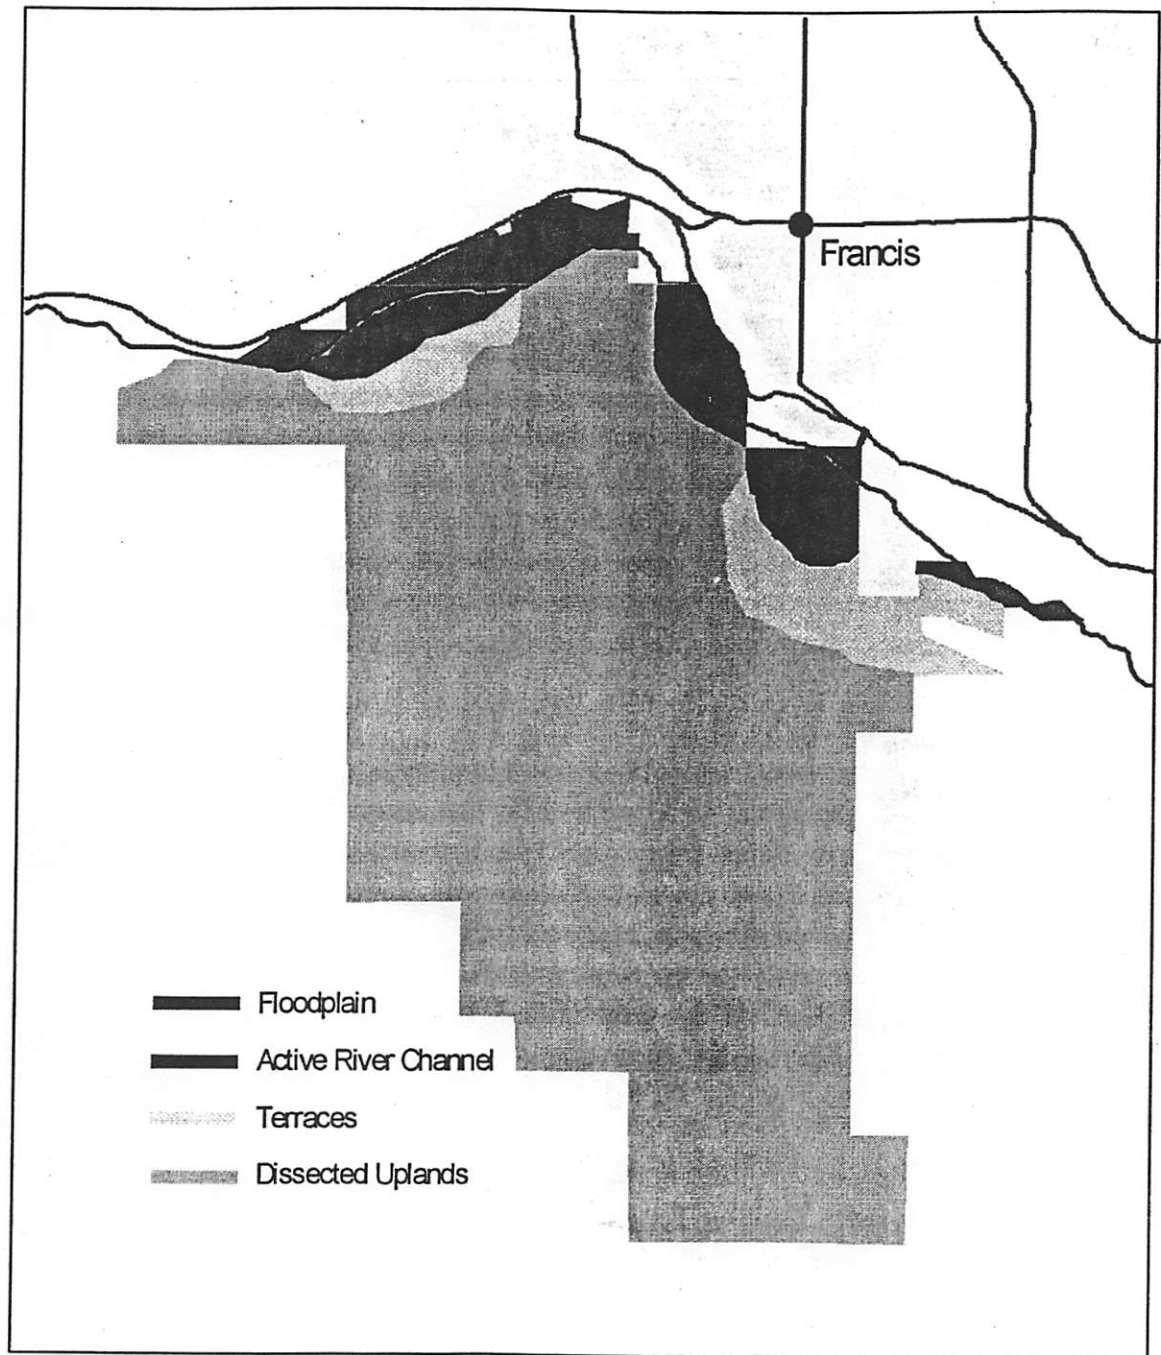 Francis
Floodplain
Active River Channel
Terraces
Dissected Uplands